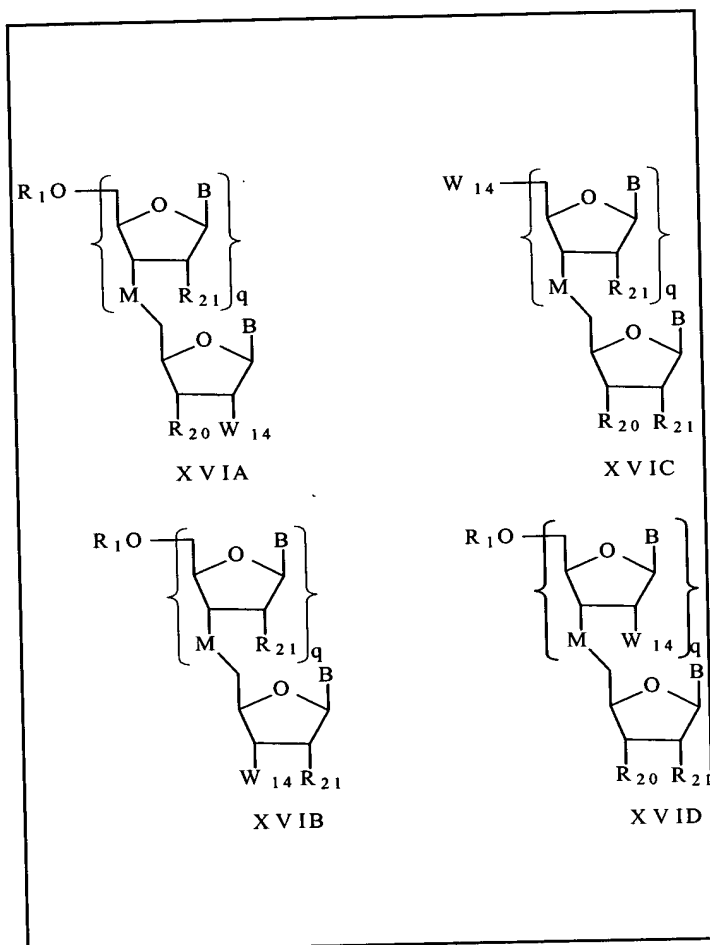 R₁O O B
M R₂₁ q
O B
R₂₀ W₁₄
XVIA
W₁₄ O B
M R₂₁ q
O B
R₂₀ R₂₁
XVIC
R₁O O B
M R₂₁ q
O B
W₁₄ R₂₁
XVIB
R₁O O B
M W₁₄ q
O B
R₂₀ R₂₁
XVID